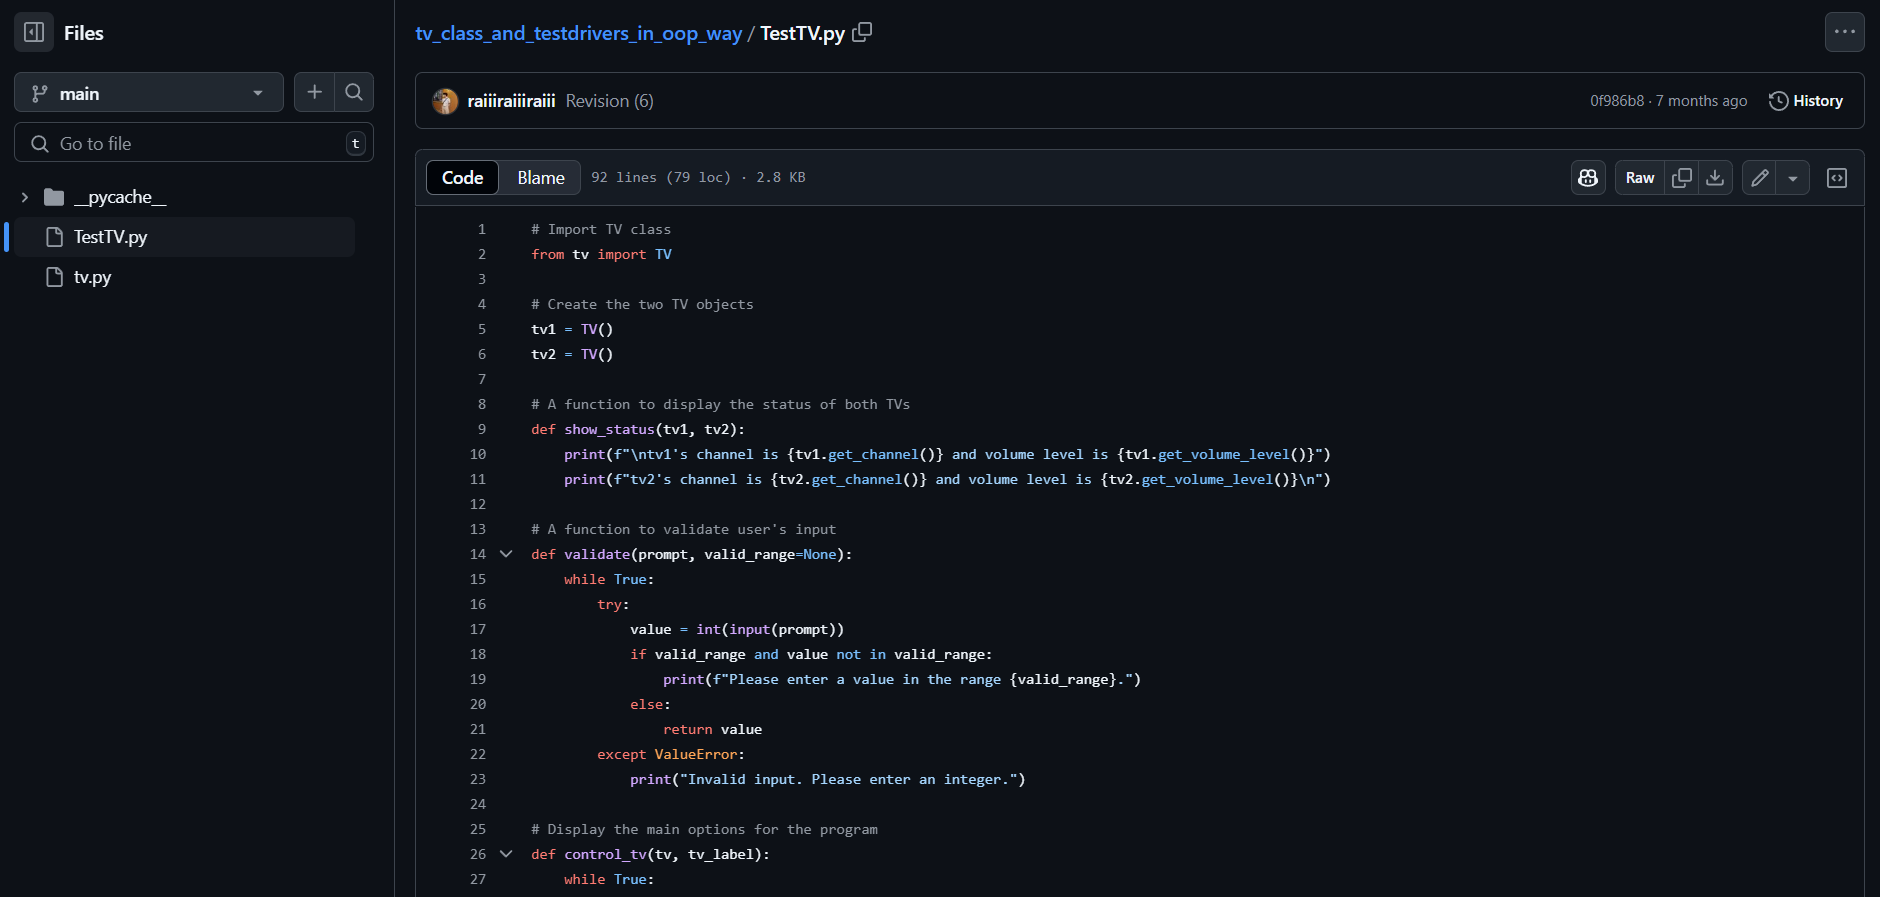 Files
main
Go to file
t
__pycache__
TestTV.py
tv.py
tv_class_and_testdrivers_in_oop_way / TestTV.py
raiiiraiiiraiii Revision (6)
0f986b8 · 7 months ago History
Code Blame 92 lines (79 loc) · 2.8 KB
Raw
1 # Import TV class
2 from tv import TV
3
4 # Create the two TV objects
5 tv1 = TV()
6 tv2 = TV()
7
8 # A function to display the status of both TVs
9 def show_status(tv1, tv2):
10     print(f"\ntv1's channel is {tv1.get_channel()} and volume level is {tv1.get_volume_level()}")
11     print(f"tv2's channel is {tv2.get_channel()} and volume level is {tv2.get_volume_level()}\n")
12
13 # A function to validate user's input
14 def validate(prompt, valid_range=None):
15     while True:
16         try:
17             value = int(input(prompt))
18             if valid_range and value not in valid_range:
19                 print(f"Please enter a value in the range {valid_range}.")
20             else:
21                 return value
22         except ValueError:
23             print("Invalid input. Please enter an integer.")
24
25 # Display the main options for the program
26 def control_tv(tv, tv_label):
27     while True: